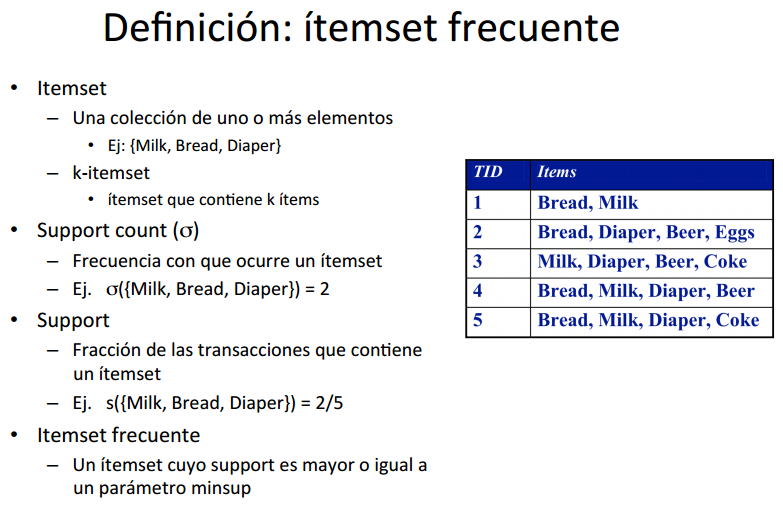 Definición: ítemset frecuente
• Itemset
– Una colección de uno o más elementos
• Ej: {Milk, Bread, Diaper}
– k-itemset
• ítemset que contiene k ítems
• Support count (σ)
– Frecuencia con que ocurre un ítemset
– Ej. σ({Milk, Bread, Diaper}) = 2
• Support
– Fracción de las transacciones que contiene
un ítemset
– Ej. s({Milk, Bread, Diaper}) = 2/5
• Itemset frecuente
– Un ítemset cuyo support es mayor o igual a
un parámetro minsup
TID Items
1 Bread, Milk
2 Bread, Diaper, Beer, Eggs
3 Milk, Diaper, Beer, Coke
4 Bread, Milk, Diaper, Beer
5 Bread, Milk, Diaper, Coke